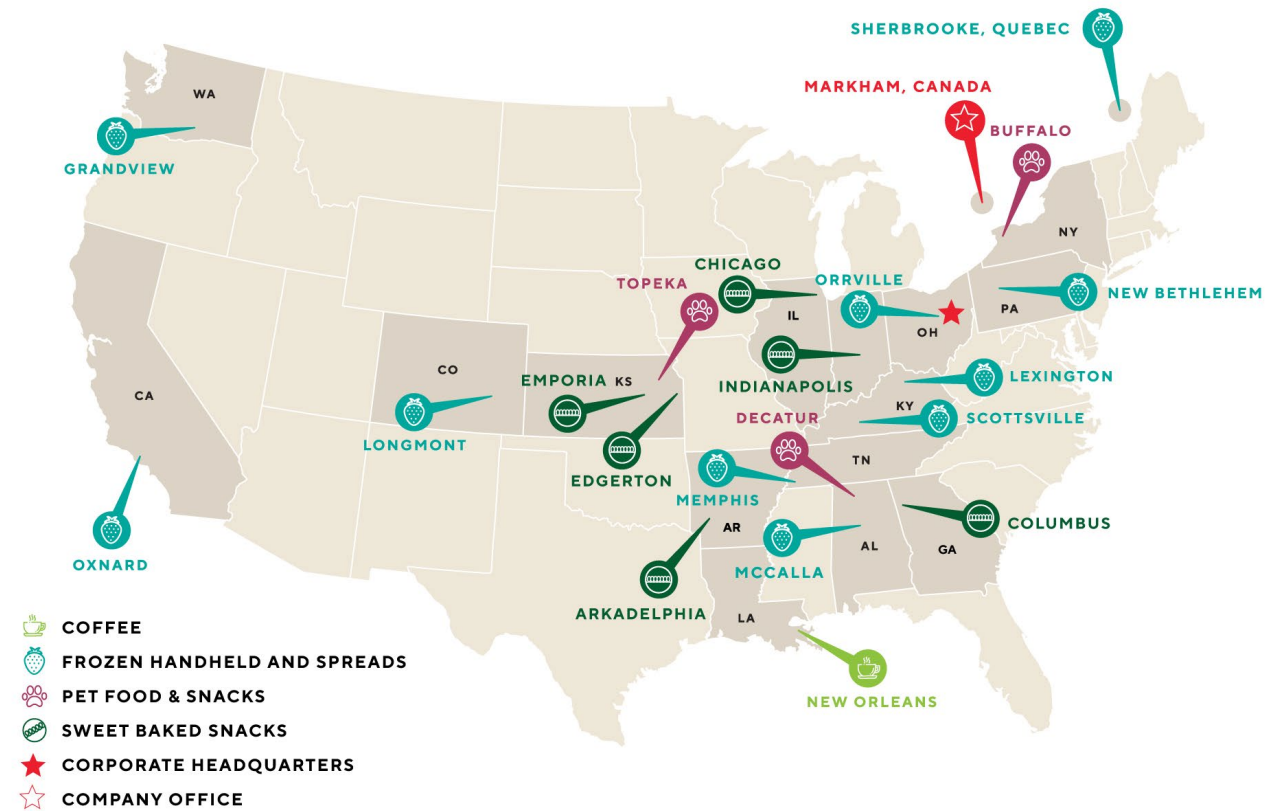 SHERBROOKE, QUEBEC
MARKHAM, CANADA
WA
BUFFALO
GRANDVIEW
NY
CHICAGO
ORRVILLE
TOPEKA
NEW BETHLEHEM
IL
PA
OH
CO
LEXINGTON
EMPORIA
KS
INDIANAPOLIS
CA
KY
DECATUR
SCOTTSVILLE
LONGMONT
TN
EDGERTON
MEMPHIS
COLUMBUS
AR
AL
GA
OXNARD
MCCALLA
ARKADELPHIA
LA
NEW ORLEANS
COFFEE
FROZEN HANDHELD AND SPREADS
PET FOOD & SNACKS
SWEET BAKED SNACKS
CORPORATE HEADQUARTERS
COMPANY OFFICE